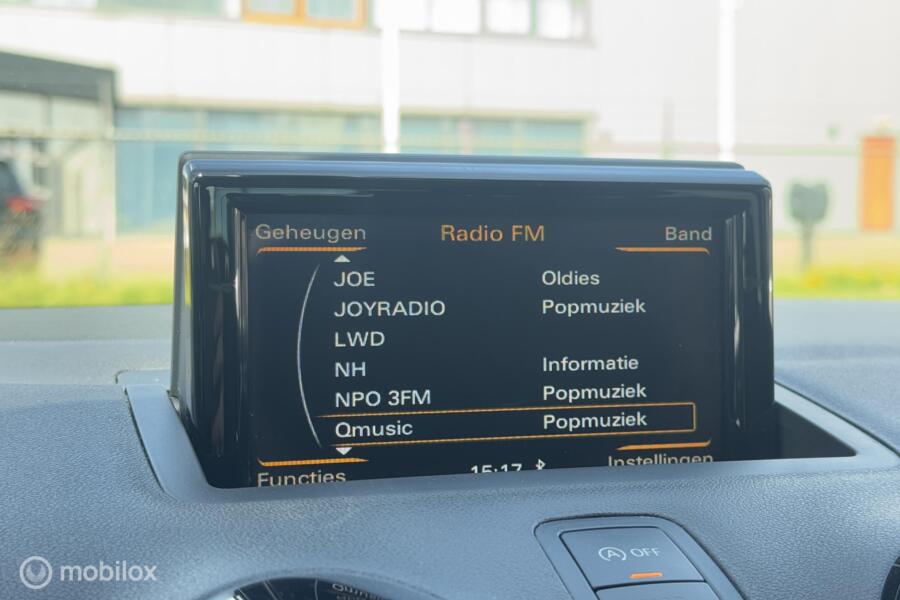 Geheugen Radio FM Band
JOE Oldies
JOYRADIO Popmuziek
LWD
NH Informatie
NPO 3FM Popmuziek
Qmusic Popmuziek
Functies 15:17 Instellingen
A OFF
mobilox